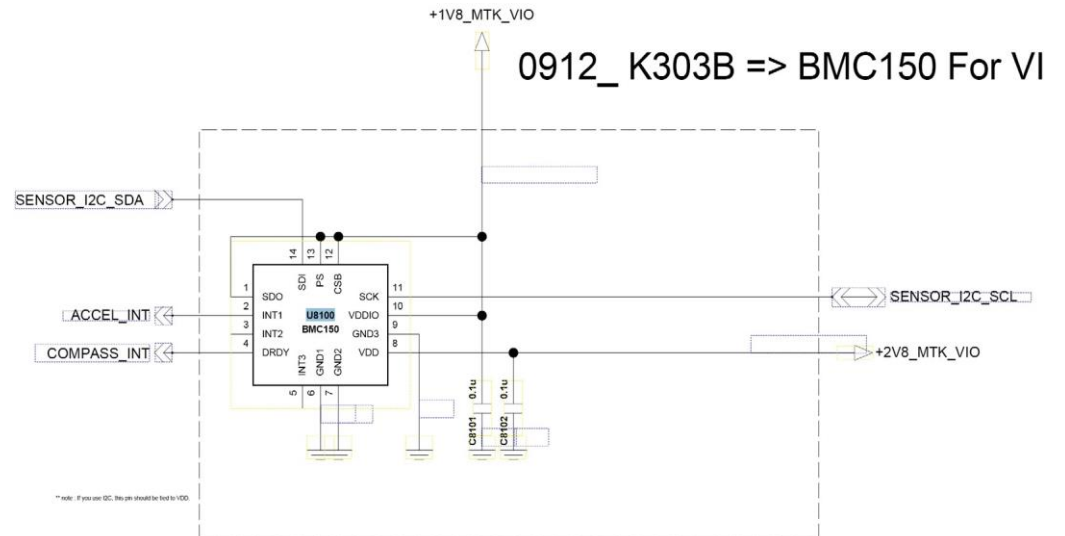 +1V8_MTK_VIO
0912_ K303B => BMC150 For VI
SENSOR_I2C_SDA
14
13
12
SDI
PS
CSB
1
SDO
SCK
11
SENSOR_I2C_SCL
ACCEL_INT
2
INT1
U8100
VDDIO
10
3
INT2
BMC150
GND3
9
COMPASS_INT
4
DRDY
VDD
8
+2V8_MTK_VIO
INT3
GND1
GND2
5
6
7
C8101
0.1u
C8102
0.1u
** note : If you use I2C, this pin should be tied to VDD.